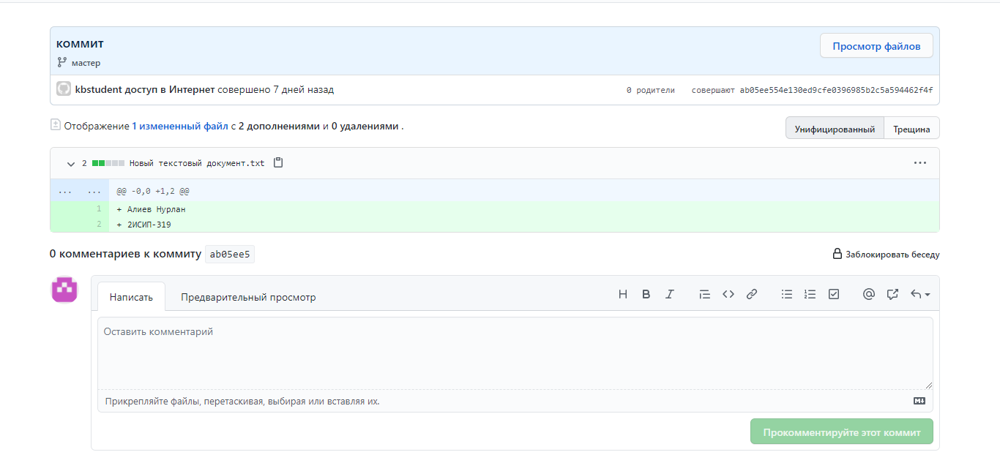 коммит
Просмотр файлов
мастер
kbstudent доступ в Интернет совершено 7 дней назад
0 родители совершают ab05ee554e130ed9cfe0396985b2c5a594462f4f
Отображение 1 измененный файл с 2 дополнениями и 0 удалениями .
Унифицированный Трещина
2 Новый текстовый документ.txt
... ... @@ -0,0 +1,2 @@
1 + Алиев Нурлан
2 + 2ИСИП-319
0 комментариев к коммиту ab05ee5
Заблокировать беседу
Написать Предварительный просмотр
Оставить комментарий
Прикрепляйте файлы, перетаскивая, выбирая или вставляя их.
Прокомментируйте этот коммит